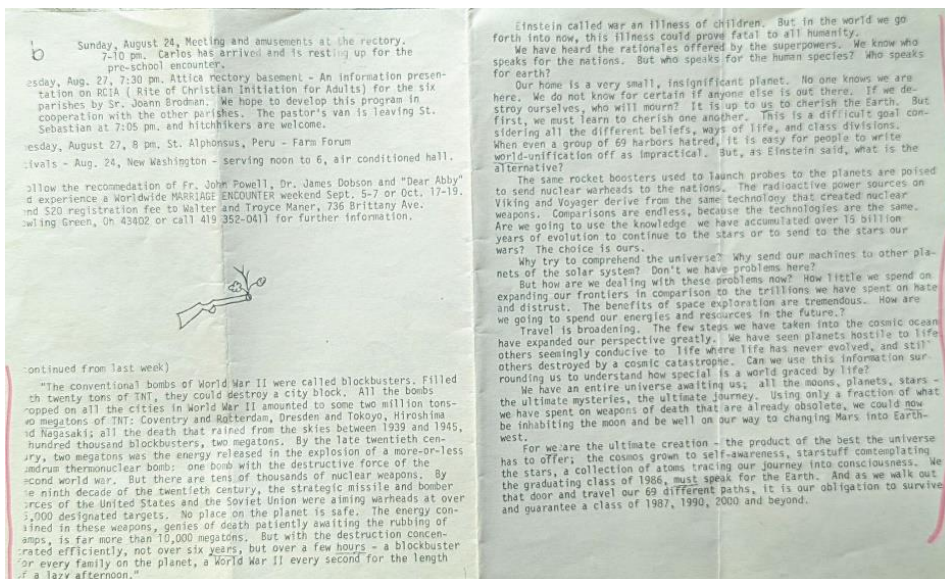 Sunday, August 24, Meeting and amusements at the rectory.
7-10 pm. Carlos has arrived and is resting up for the
pre-school encounter.
esday, Aug. 27, 7:30 pm. Attica rectory basement - An information presen-
tation on RCIA ( Rite of Christian Initiation for Adults) for the six
parishes by Sr. Joann Brodman. We hope to develop this program in
cooperation with the other parishes. The pastor's van is leaving St.
Sebastian at 7:05 pm. and hitchhikers are welcome.
esday, August 27, 8 pm. St. Alphonsus, Peru - Farm Forum
ivals - Aug. 24, New Washington - serving noon to 6, air conditioned hall.
ollow the recommedation of Fr. John Powell, Dr. James Dobson and "Dear Abby"
d experience a Worldwide MARRIAGE ENCOUNTER weekend Sept. 5-7 or Oct. 17-19.
nd $20 registration fee to Walter and Troyce Maner, 736 Brittany Ave.
wling Green, Oh 43402 or call 419 352-0411 for further information.
ontinued from last week)
"The conventional bombs of World War II were called blockbusters. Filled
th twenty tons of TNT, they could destroy a city block. All the bombs
ropped on all the cities in World War II amounted to some two million tons-
wo megatons of TNT: Coventry and Rotterdam, Dresden and Tokoyo, Hiroshima
nd Nagasaki; all the death that rained from the skies between 1939 and 1945,
hundred thousand blockbusters, two megatons. By the late twentieth cen-
ry, two megatons was the energy released in the explosion of a more-or-less
umdrum thermonuclear bomb: one bomb with the destructive force of the
econd world war. But there are tens of thousands of nuclear weapons. By
e ninth decade of the twentieth century, the strategic missile and bomber
orces of the United States and the Soviet Union were aiming warheads at over
5,000 designated targets. No place on the planet is safe. The energy con-
ained in these weapons, genies of death patiently awaiting the rubbing of
amps, is far more than 10,000 megatons. But with the destruction concen-
rated efficiently, not over six years, but over a few hours - a blockbuster
or every family on the planet, a World War II every second for the length
f a lazy afternoon."
Einstein called war an illness of children. But in the world we go
forth into now, this illness could prove fatal to all humanity.
We have heard the rationales offered by the superpowers. We know who
speaks for the nations. But who speaks for the human species? Who speaks
for earth?
Our home is a very small, insignificant planet. No one knows we are
here. We do not know for certain if anyone else is out there. If we de-
stroy ourselves, who will mourn? It is up to us to cherish the Earth. But
first, we must learn to cherish one another. This is a difficult goal con-
sidering all the different beliefs, ways of life, and class divisions.
When even a group of 69 harbors hatred, it is easy for people to write
world-unification off as impractical. But, as Einstein said, what is the
alternative?
The same rocket boosters used to launch probes to the planets are poised
to send nuclear warheads to the nations. The radioactive power sources on
Viking and Voyager derive from the same technology that created nuclear
weapons. Comparisons are endless, because the technologies are the same.
Are we going to use the knowledge we have accumulated over 15 billion
years of evolution to continue to the stars or to send to the stars our
wars? The choice is ours.
Why try to comprehend the universe? Why send our machines to other pla-
nets of the solar system? Don't we have problems here?
But how are we dealing with these problems now? How little we spend on
expanding our frontiers in comparison to the trillions we have spent on hate
and distrust. The benefits of space exploration are tremendous. How are
we going to spend our energies and resources in the future.?
Travel is broadening. The few steps we have taken into the cosmic ocean
have expanded our perspective greatly. We have seen planets hostile to life
others seemingly conducive to life where life has never evolved, and stil
others destroyed by a cosmic catastrophe. Can we use this information sur
rounding us to understand how special is a world graced by life?
We have an entire universe awaiting us; all the moons, planets, stars -
the ultimate mysteries, the ultimate journey. Using only a fraction of what
we have spent on weapons of death that are already obsolete, we could now
be inhabiting the moon and be well on our way to changing Mars into Earth-
west.
For we are the ultimate creation - the product of the best the universe
has to offer; the cosmos grown to self-awareness, starstuff comtemplating
the stars, a collection of atoms tracing our journey into consciousness. We
the graduating class of 1986, must speak for the Earth. And as we walk out
that door and travel our 69 different paths, it is our obligation to survive
and guarantee a class of 1987, 1990, 2000 and beyond.